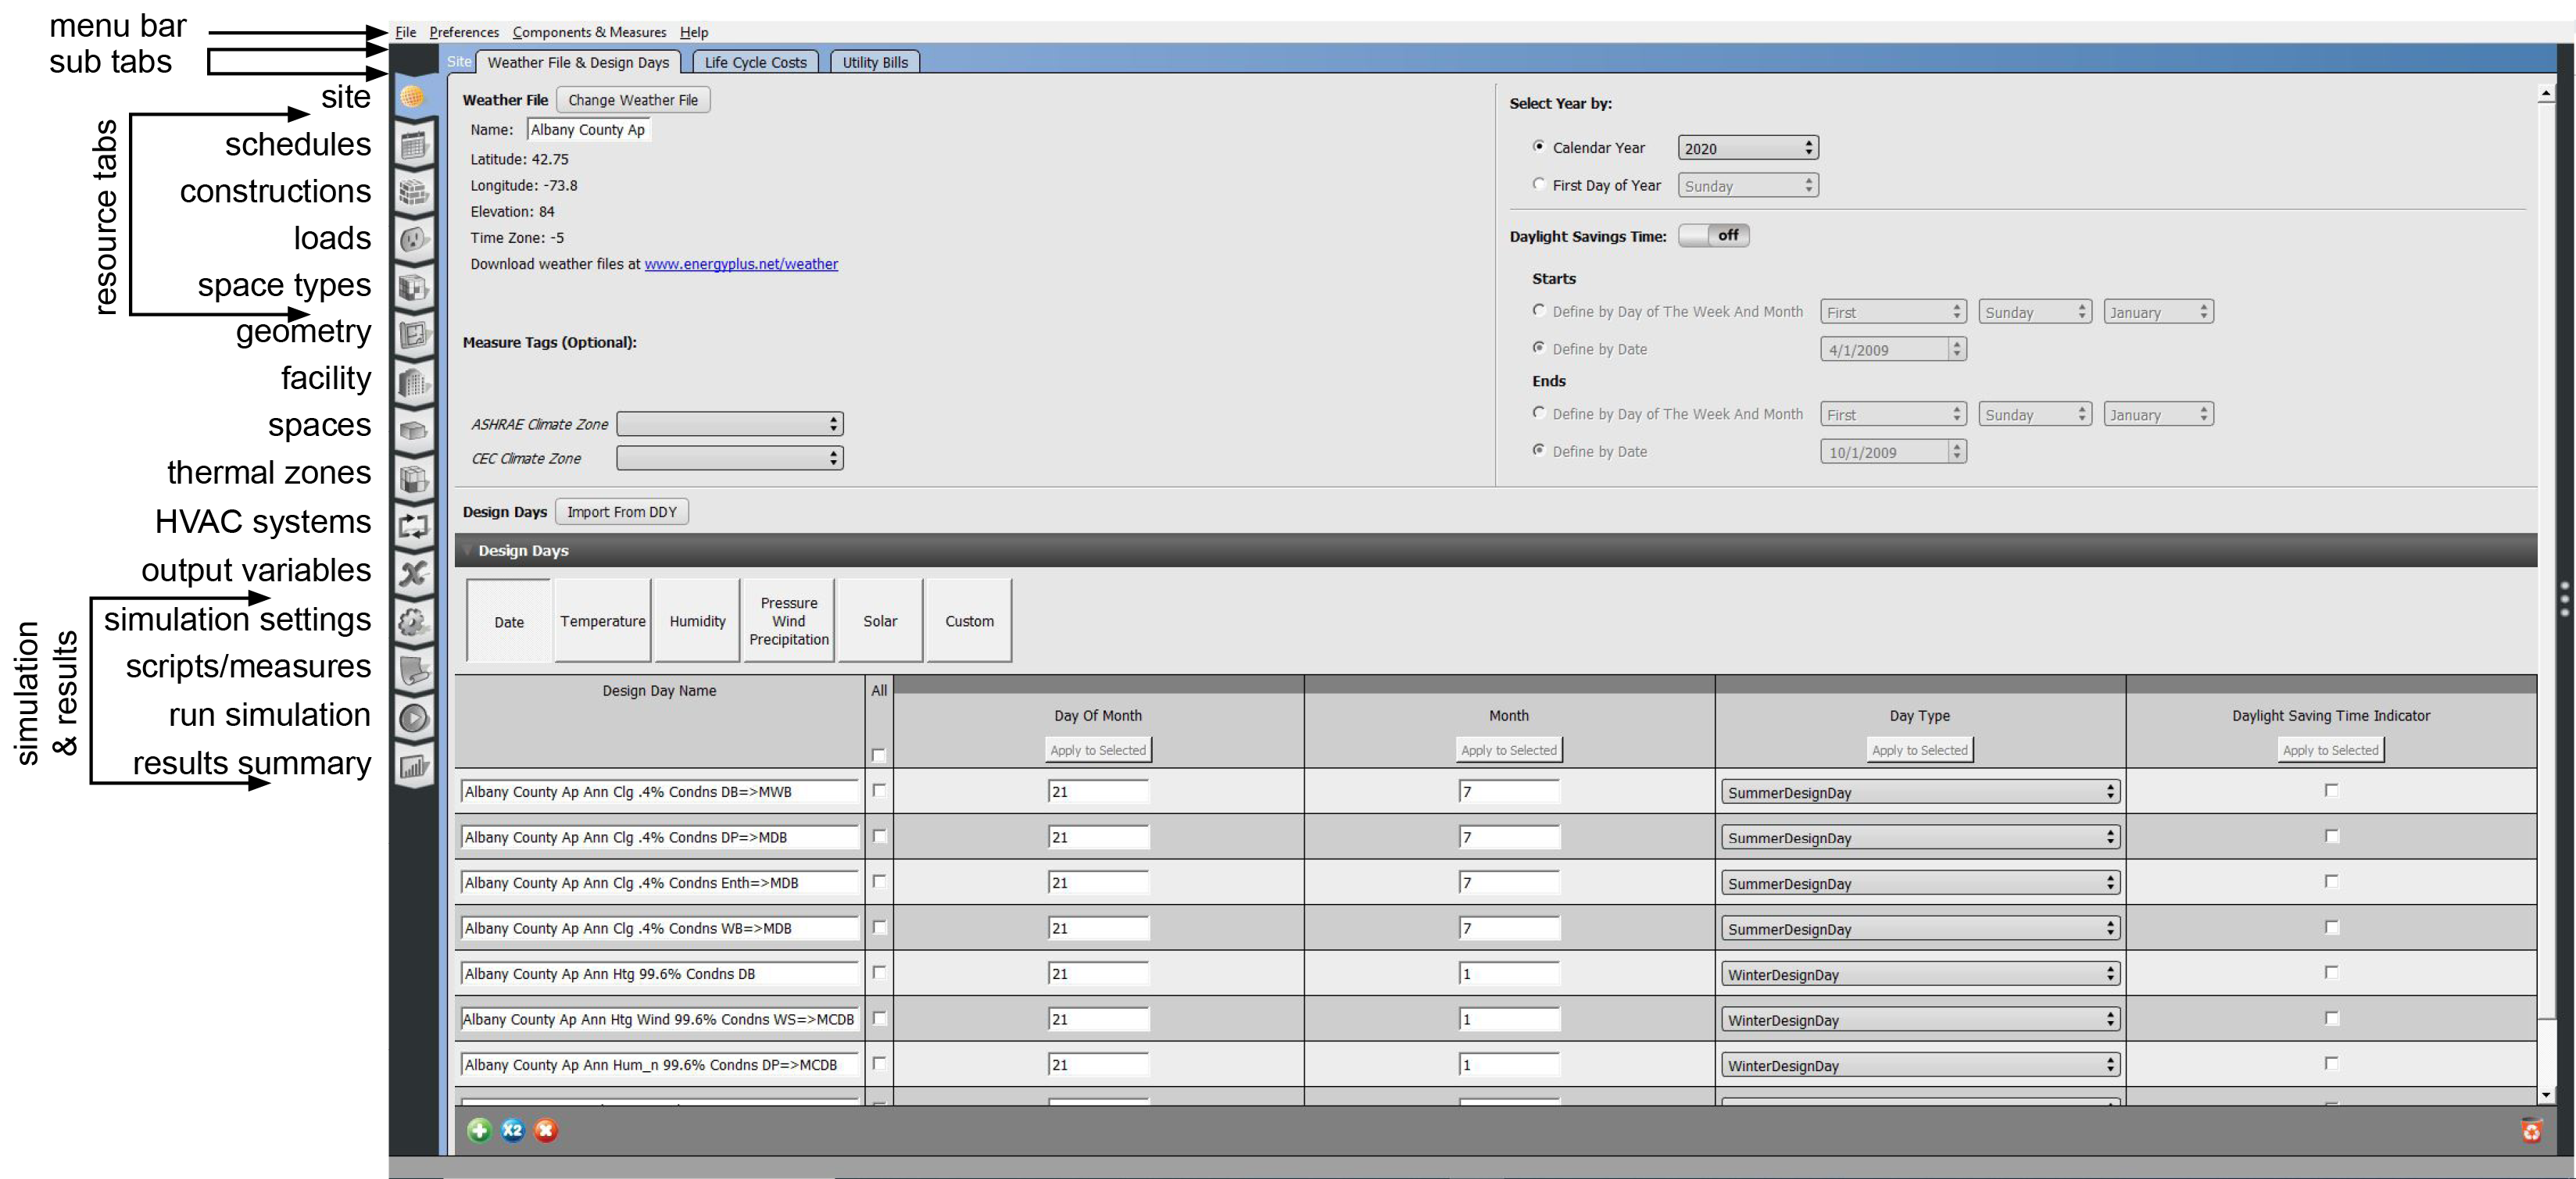 menu bar
sub tabs
site
schedules
constructions
loads
space types
geometry
facility
spaces
thermal zones
HVAC systems
output variables
simulation settings
scripts/measures
run simulation
results summary
resource tabs
simulation
& results
File Preferences Components & Measures Help
Site Weather File & Design Days Life Cycle Costs Utility Bills
Weather File Change Weather File
Name: Albany County Ap
Latitude: 42.75
Longitude: -73.8
Elevation: 84
Time Zone: -5
Download weather files at www.energyplus.net/weather
Measure Tags (Optional):
ASHRAE Climate Zone
CEC Climate Zone
Select Year by:
Calendar Year 2020
First Day of Year Sunday
Daylight Savings Time: off
Starts
Define by Day of The Week And Month First Sunday January
Define by Date 4/1/2009
Ends
Define by Day of The Week And Month First Sunday January
Define by Date 10/1/2009
Design Days Import From DDY
Design Days
Date
Temperature
Humidity
Pressure
Wind
Precipitation
Solar
Custom
Design Day Name All
Day Of Month Month Day Type Daylight Saving Time Indicator
Apply to Selected Apply to Selected Apply to Selected Apply to Selected
Albany County Ap Ann Clg .4% Condns DB=>MWB 21 7 SummerDesignDay
Albany County Ap Ann Clg .4% Condns DP=>MDB 21 7 SummerDesignDay
Albany County Ap Ann Clg .4% Condns Enth=>MDB 21 7 SummerDesignDay
Albany County Ap Ann Clg .4% Condns WB=>MDB 21 7 SummerDesignDay
Albany County Ap Ann Htg 99.6% Condns DB 21 1 WinterDesignDay
Albany County Ap Ann Htg Wind 99.6% Condns WS=>MCDB 21 1 WinterDesignDay
Albany County Ap Ann Hum_n 99.6% Condns DP=>MCDB 21 1 WinterDesignDay
X2